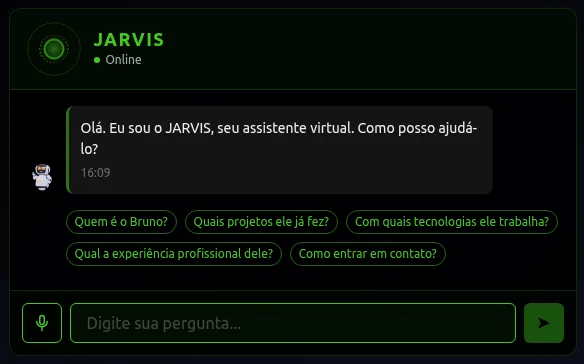 JARVIS
Online
Olá. Eu sou o JARVIS, seu assistente virtual. Como posso ajudá-
lo?
16:09
Quem é o Bruno? Quais projetos ele já fez? Com quais tecnologias ele trabalha?
Qual a experiência profissional dele? Como entrar em contato?
Digite sua pergunta...